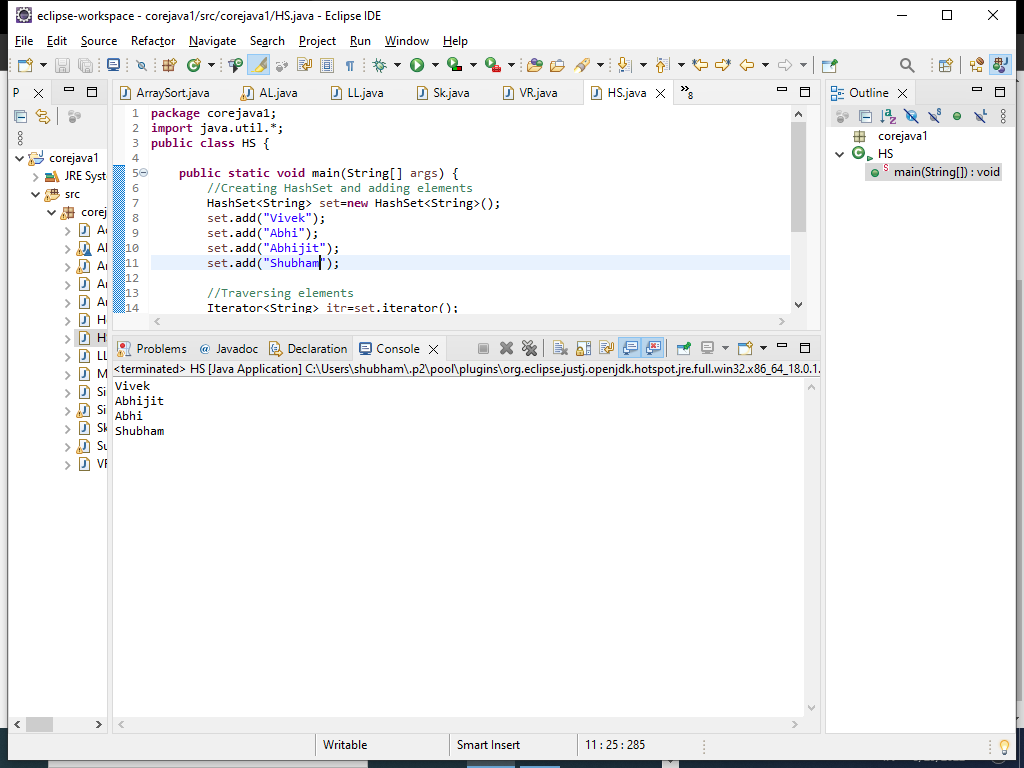 eclipse-workspace - corejava1/src/corejava1/HS.java - Eclipse IDE
File Edit Source Refactor Navigate Search Project Run Window Help
P
ArraySort.java AL.java LL.java Sk.java VR.java HS.java »8
Outline
corejava1
JRE Syst
src
corej
Ar
Ar
Ar
H
H
LL
M
Si
Si
Sk
Su
VF
1 package corejava1;
2 import java.util.*;
3 public class HS {
4
5 public static void main(String[] args) {
6 //Creating HashSet and adding elements
7 HashSet<String> set=new HashSet<String>();
8 set.add("Vivek");
9 set.add("Abhi");
10 set.add("Abhijit");
11 set.add("Shubham");
12
13 //Traversing elements
14 Iterator<String> itr=set.iterator();
corejava1
HS
main(String[]) : void
Problems @ Javadoc Declaration Console
<terminated> HS [Java Application] C:\Users\shubham\.p2\pool\plugins\org.eclipse.justj.openjdk.hotspot.jre.full.win32.x86_64_18.0.1.
Vivek
Abhijit
Abhi
Shubham
Writable Smart Insert 11 : 25 : 285